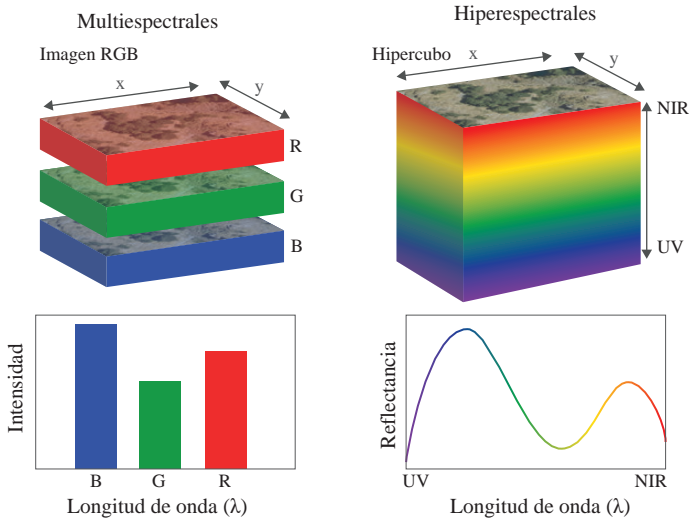 Multiespectrales
Imagen RGB
x
y
R
G
B
Intensidad
B G R
Longitud de onda (λ)
Hiperespectrales
Hipercubo
x
y
NIR
UV
Reflectancia
UV NIR
Longitud de onda (λ)